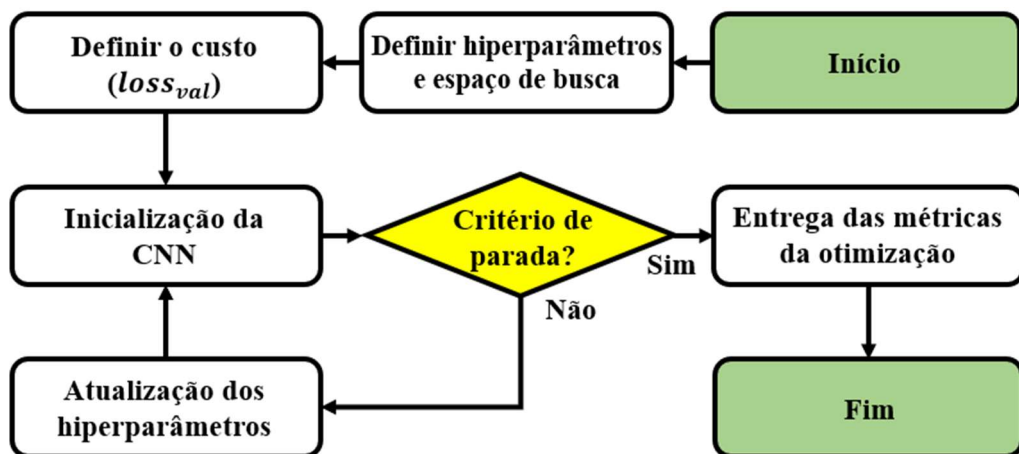 Definir o custo
(loss_val)
Definir hiperparâmetros
e espaço de busca
Início
Inicialização da
CNN
Critério de
parada?
Sim
Não
Entrega das métricas
da otimização
Atualização dos
hiperparâmetros
Fim